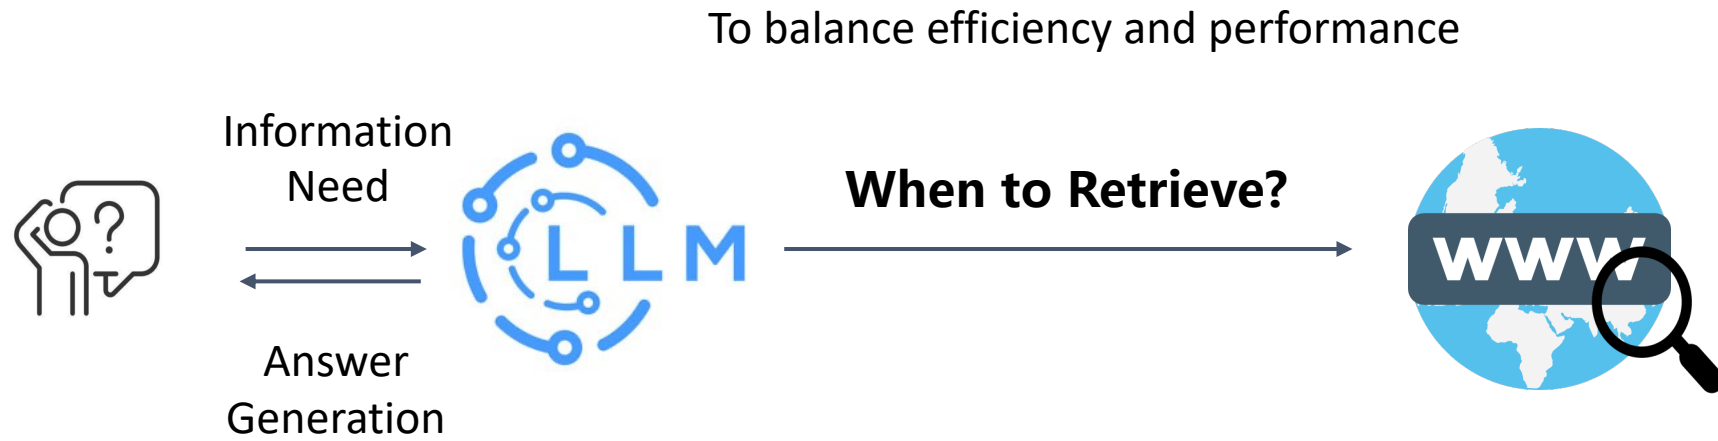 To balance efficiency and performance
Information
Need
?
LLM
When to Retrieve?
WWW
Answer
Generation